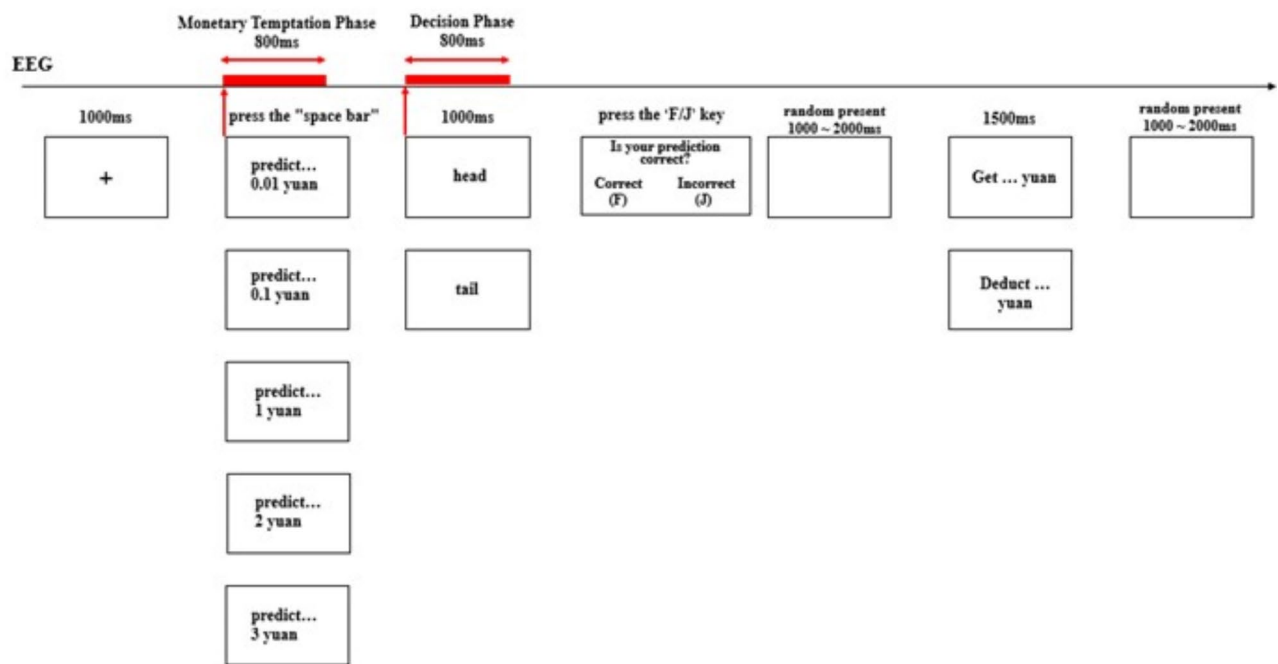 Monetary Temptation Phase
800ms
Decision Phase
800ms
EEG
1000ms
press the "space bar"
1000ms
press the 'F/J' key
random present
1000 ~ 2000ms
1500ms
random present
1000 ~ 2000ms
+
predict...
0.01 yuan
head
Is your prediction
correct?
Correct
(F)
Incorrect
(J)
Get ... yuan
predict...
0.1 yuan
tail
Deduct ...
yuan
predict...
1 yuan
predict...
2 yuan
predict...
3 yuan